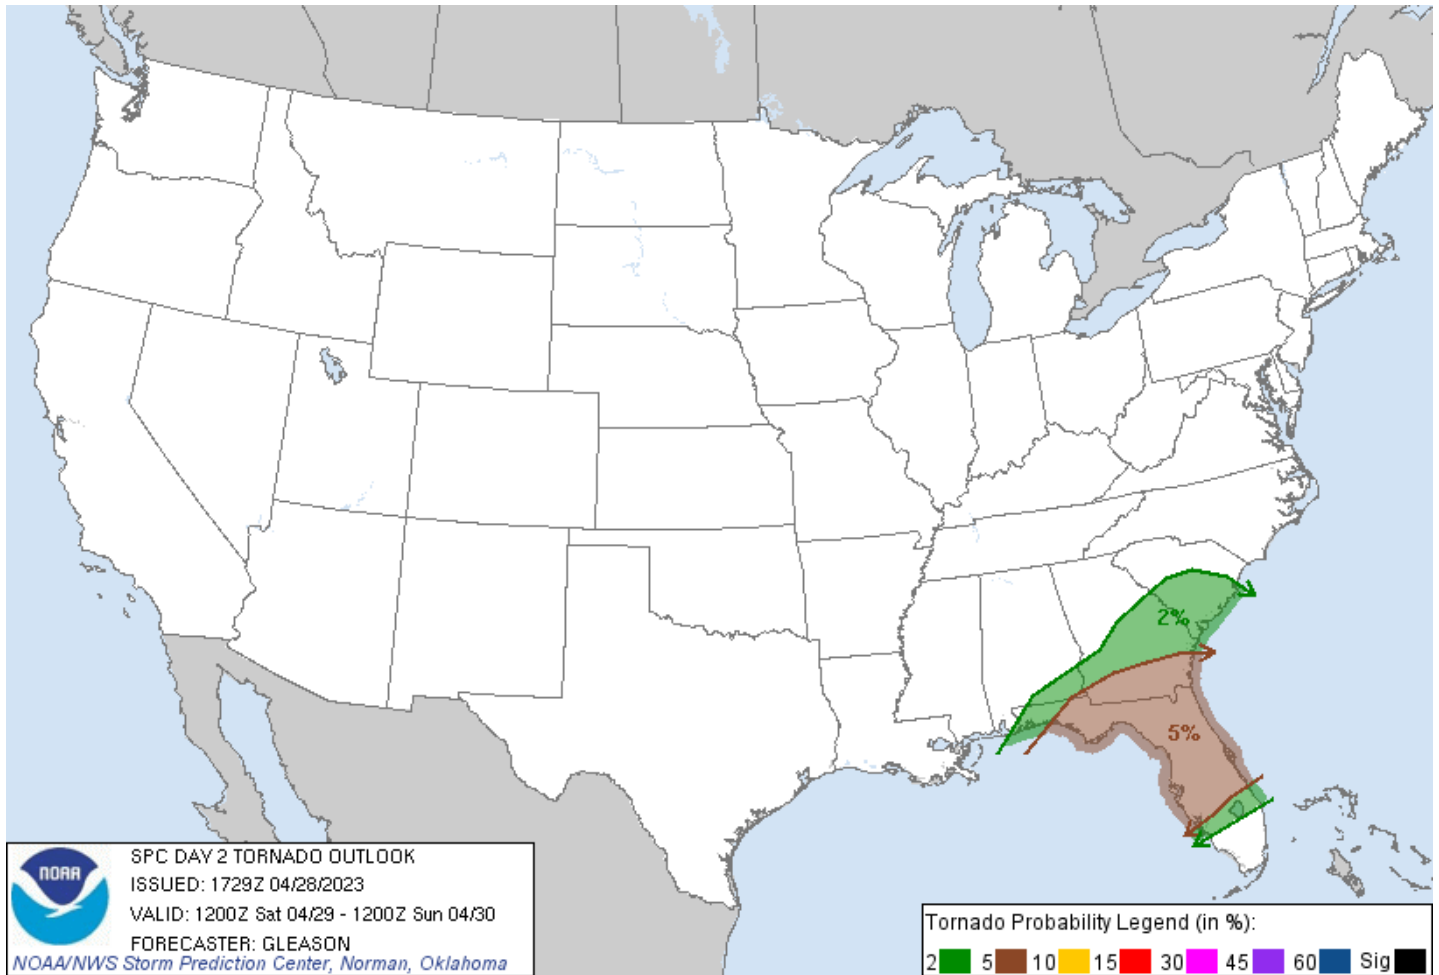 2%
5%
NOAA
SPC DAY 2 TORNADO OUTLOOK
ISSUED: 1729Z 04/28/2023
VALID: 1200Z Sat 04/29 - 1200Z Sun 04/30
FORECASTER: GLEASON
NOAA/NWS Storm Prediction Center, Norman, Oklahoma
Tornado Probability Legend (in %):
2 5 10 15 30 45 60 Sig